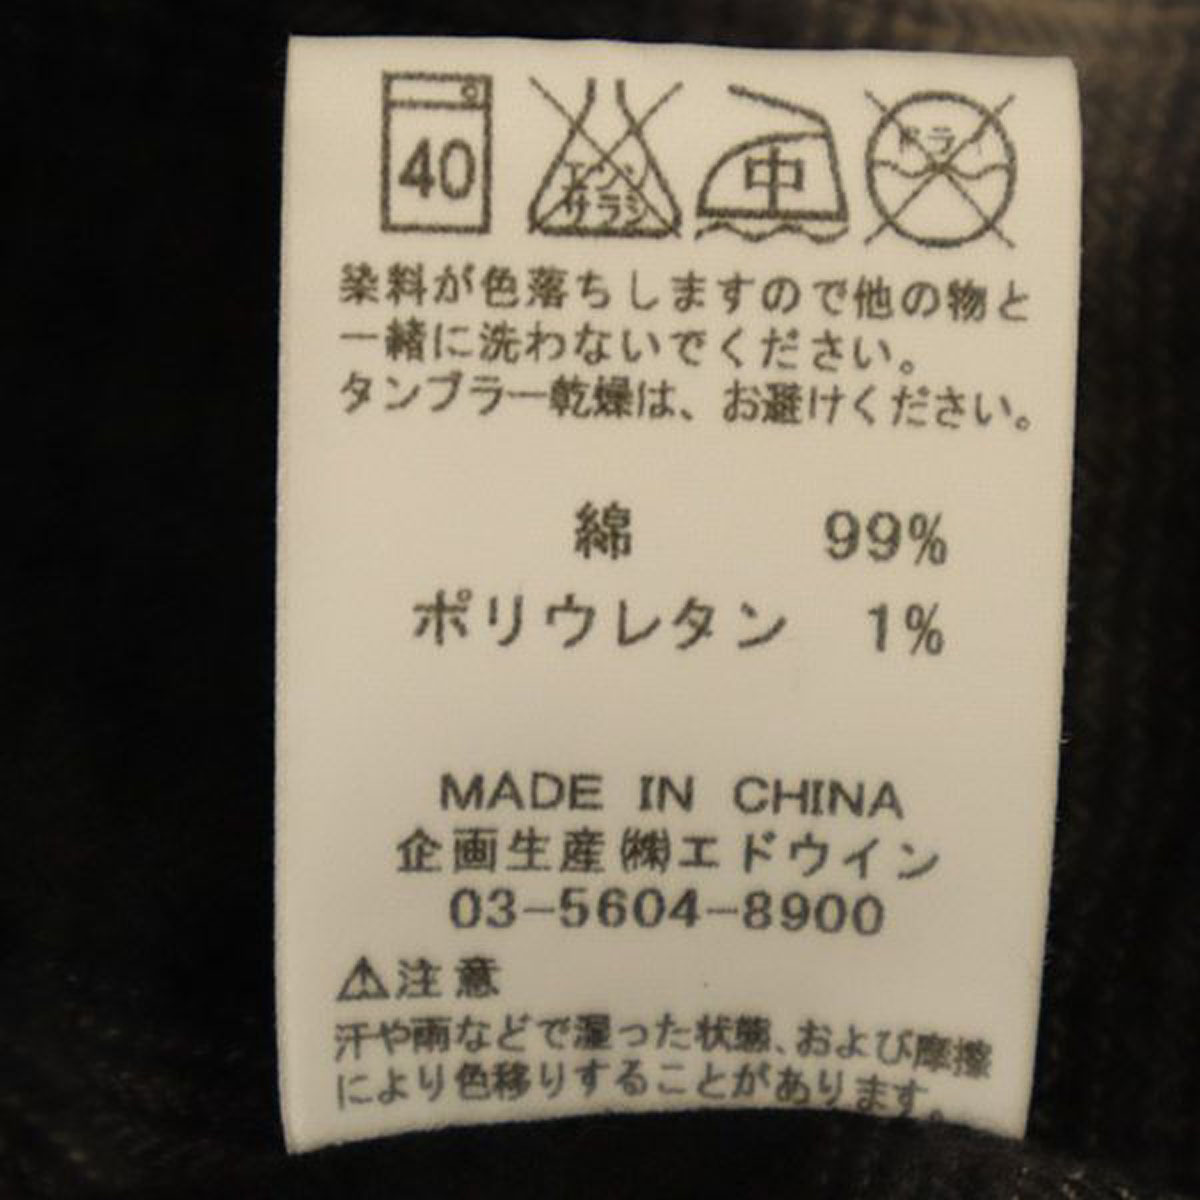 40 エンソサラシ 中 ドライ
染料が色落ちしますので他の物と
一緒に洗わないでください。
タンブラー乾燥は、お避けください。
綿 99%
ポリウレタン 1%
MADE IN CHINA
企画生産㈱エドウイン
03-5604-8900
⚠注意
汗や雨などで湿った状態、および摩擦
により色移りすることがあります。